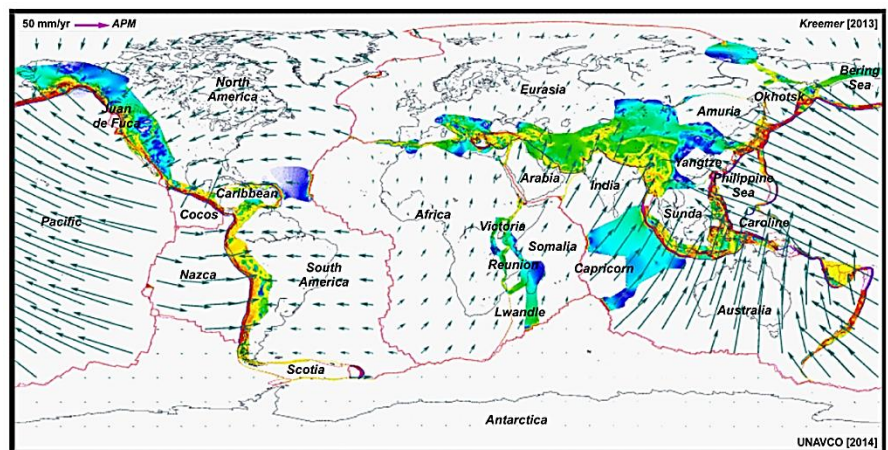 50 mm/yr APM
Kreemer [2013]
North
America
Eurasia
Bering
Sea
Okhotsk
Amuria
Juan
de Fuca
Yangtze
Arabia
India
Philippine
Sea
Caribbean
Cocos
Pacific
Africa
Sunda
Caroline
Victoria
Somalia
Nazca
South
America
Reunion
Capricorn
Lwandle
Australia
Scotia
Antarctica
UNAVCO [2014]